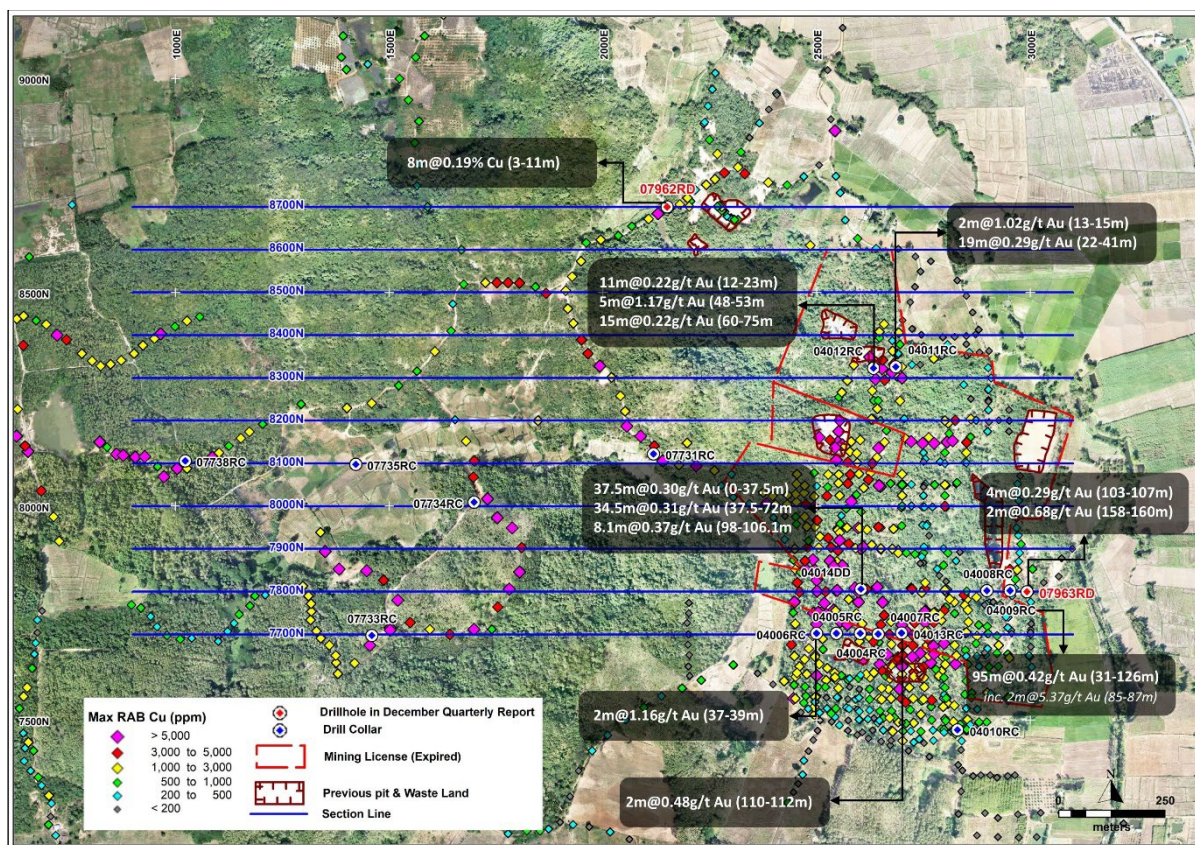 1000E
1500E
2000E
2500E
3000E
9000N
8500N
8000N
7500N
8700N
8600N
8500N
8400N
8300N
8200N
8100N
8000N
7900N
7800N
7700N
8m@0.19% Cu (3-11m)
07962RD
2m@1.02g/t Au (13-15m)
19m@0.29g/t Au (22-41m)
11m@0.22g/t Au (12-23m)
5m@1.17g/t Au (48-53m
15m@0.22g/t Au (60-75m
04012RC
04011RC
07738RC
07735RC
07731RC
07734RC
37.5m@0.30g/t Au (0-37.5m)
34.5m@0.31g/t Au (37.5-72m
8.1m@0.37g/t Au (98-106.1m
4m@0.29g/t Au (103-107m)
2m@0.68g/t Au (158-160m)
04014DD
04008RC
07963RD
04009RC
07733RC
04005RC
04007RC
04006RC
04004RC
04013RC
95m@0.42g/t Au (31-126m)
inc. 2m@5.37g/t Au (85-87m)
2m@1.16g/t Au (37-39m)
04010RC
2m@0.48g/t Au (110-112m)
Max RAB Cu (ppm)
> 5,000
3,000 to 5,000
1,000 to 3,000
500 to 1,000
200 to 500
< 200
Drillhole in December Quarterly Report
Drill Collar
Mining License (Expired)
Previous pit & Waste Land
Section Line
N
0 250
meters